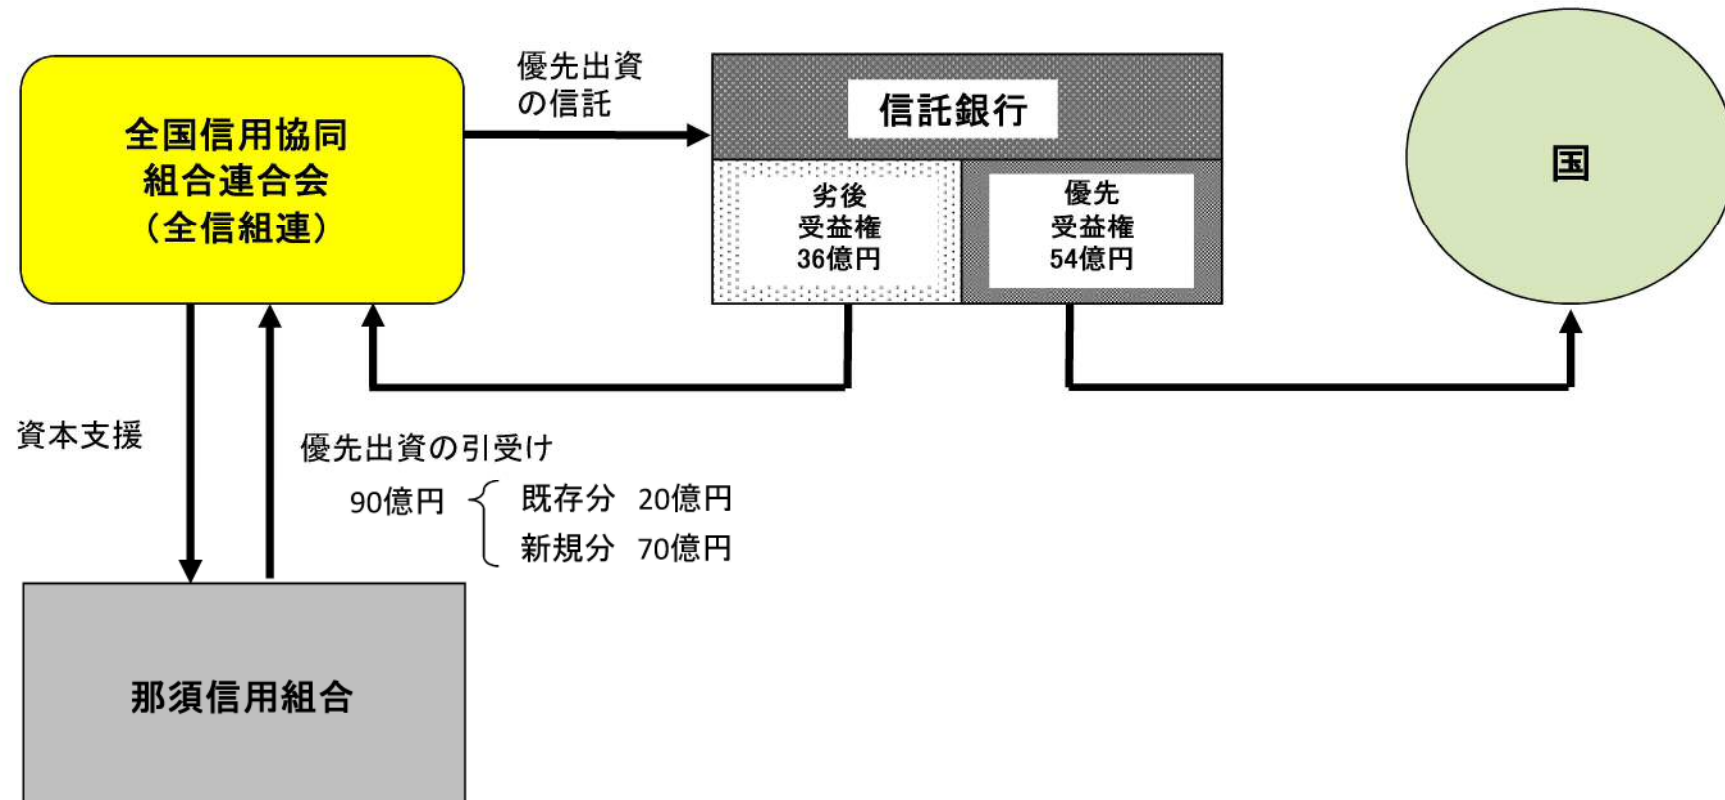 全国信用協同
組合連合会
（全信組連）
優先出資
の信託
信託銀行
劣後
受益権
36億円
優先
受益権
54億円
国
資本支援
優先出資の引受け
90億円
既存分 20億円
新規分 70億円
那須信用組合